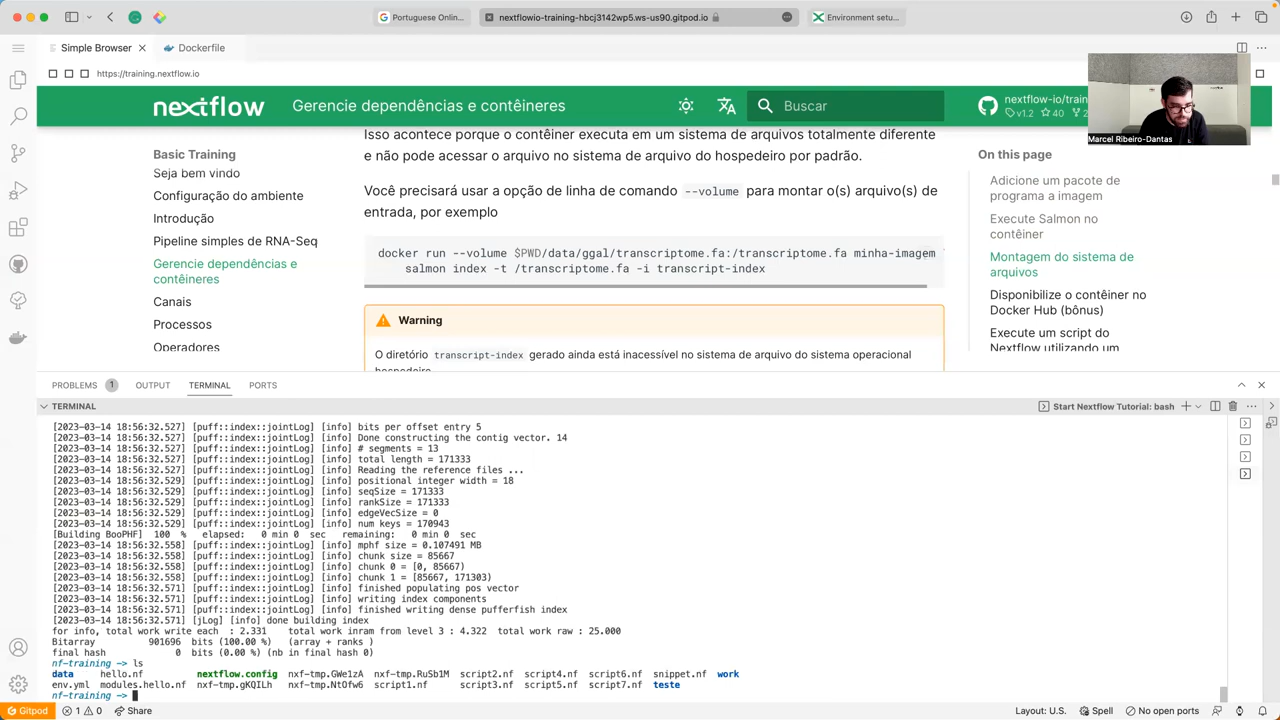 Portuguese Onlin...
nextflowio-training-hbcj3142wp5.ws-us90.gitpod.io
Environment setu...
Simple Browser
Dockerfile
https://training.nextflow.io
nextflow
Gerencie dependências e contêineres
Buscar
nextflow-io/train
v1.2 40 2
Marcel Ribeiro-Dantas
Basic Training
Seja bem vindo
Configuração do ambiente
Introdução
Pipeline simples de RNA-Seq
Gerencie dependências e
contêineres
Canais
Processos
Operadores
Isso acontece porque o contêiner executa em um sistema de arquivos totalmente diferente
e não pode acessar o arquivo no sistema de arquivo do hospedeiro por padrão.
Você precisará usar a opção de linha de comando --volume para montar o(s) arquivo(s) de
entrada, por exemplo
docker run --volume $PWD/data/ggal/transcriptome.fa:/transcriptome.fa minha-imagem
salmon index -t /transcriptome.fa -i transcript-index
Warning
O diretório transcript-index gerado ainda está inacessível no sistema de arquivo do sistema operacional
hospedeiro.
On this page
Adicione um pacote de
programa a imagem
Execute Salmon no
contêiner
Montagem do sistema de
arquivos
Disponibilize o contêiner no
Docker Hub (bônus)
Execute um script do
Nextflow utilizando um
PROBLEMS 1 OUTPUT TERMINAL PORTS
TERMINAL
Start Nextflow Tutorial: bash
[2023-03-14 18:56:32.527] [puff::index::jointLog] [info] bits per offset entry 5
[2023-03-14 18:56:32.527] [puff::index::jointLog] [info] Done constructing the contig vector. 14
[2023-03-14 18:56:32.527] [puff::index::jointLog] [info] # segments = 13
[2023-03-14 18:56:32.527] [puff::index::jointLog] [info] total length = 171333
[2023-03-14 18:56:32.527] [puff::index::jointLog] [info] Reading the reference files ...
[2023-03-14 18:56:32.529] [puff::index::jointLog] [info] positional integer width = 18
[2023-03-14 18:56:32.529] [puff::index::jointLog] [info] seqSize = 171333
[2023-03-14 18:56:32.529] [puff::index::jointLog] [info] rankSize = 171333
[2023-03-14 18:56:32.529] [puff::index::jointLog] [info] edgeVecSize = 0
[2023-03-14 18:56:32.529] [puff::index::jointLog] [info] num keys = 170943
[Building BooPHF] 100 % elapsed: 0 min 0 sec remaining: 0 min 0 sec
[2023-03-14 18:56:32.558] [puff::index::jointLog] [info] mphf size = 0.107491 MB
[2023-03-14 18:56:32.558] [puff::index::jointLog] [info] chunk size = 85667
[2023-03-14 18:56:32.558] [puff::index::jointLog] [info] chunk 0 = [0, 85667)
[2023-03-14 18:56:32.558] [puff::index::jointLog] [info] chunk 1 = [85667, 171303)
[2023-03-14 18:56:32.571] [puff::index::jointLog] [info] finished populating pos vector
[2023-03-14 18:56:32.571] [puff::index::jointLog] [info] writing index components
[2023-03-14 18:56:32.571] [puff::index::jointLog] [info] finished writing dense pufferfish index
[2023-03-14 18:56:32.571] [jLog] [info] done building index
for info, total work write each : 2.331 total work inram from level 3 : 4.322 total work raw : 25.000
Bitarray 901696 bits (100.00 %) (array + ranks )
final hash 0 bits (0.00 %) (nb in final hash 0)
nf-training -> ls
data hello.nf nextflow.config nxf-tmp.GWe1zA nxf-tmp.RuSb1M script2.nf script4.nf script6.nf snippet.nf work
env.yml modules.hello.nf nxf-tmp.gKQILh nxf-tmp.NtOfw6 script1.nf script3.nf script5.nf script7.nf teste
nf-training ->
Gitpod
1 0
Share
Layout: U.S.
Spell
No open ports